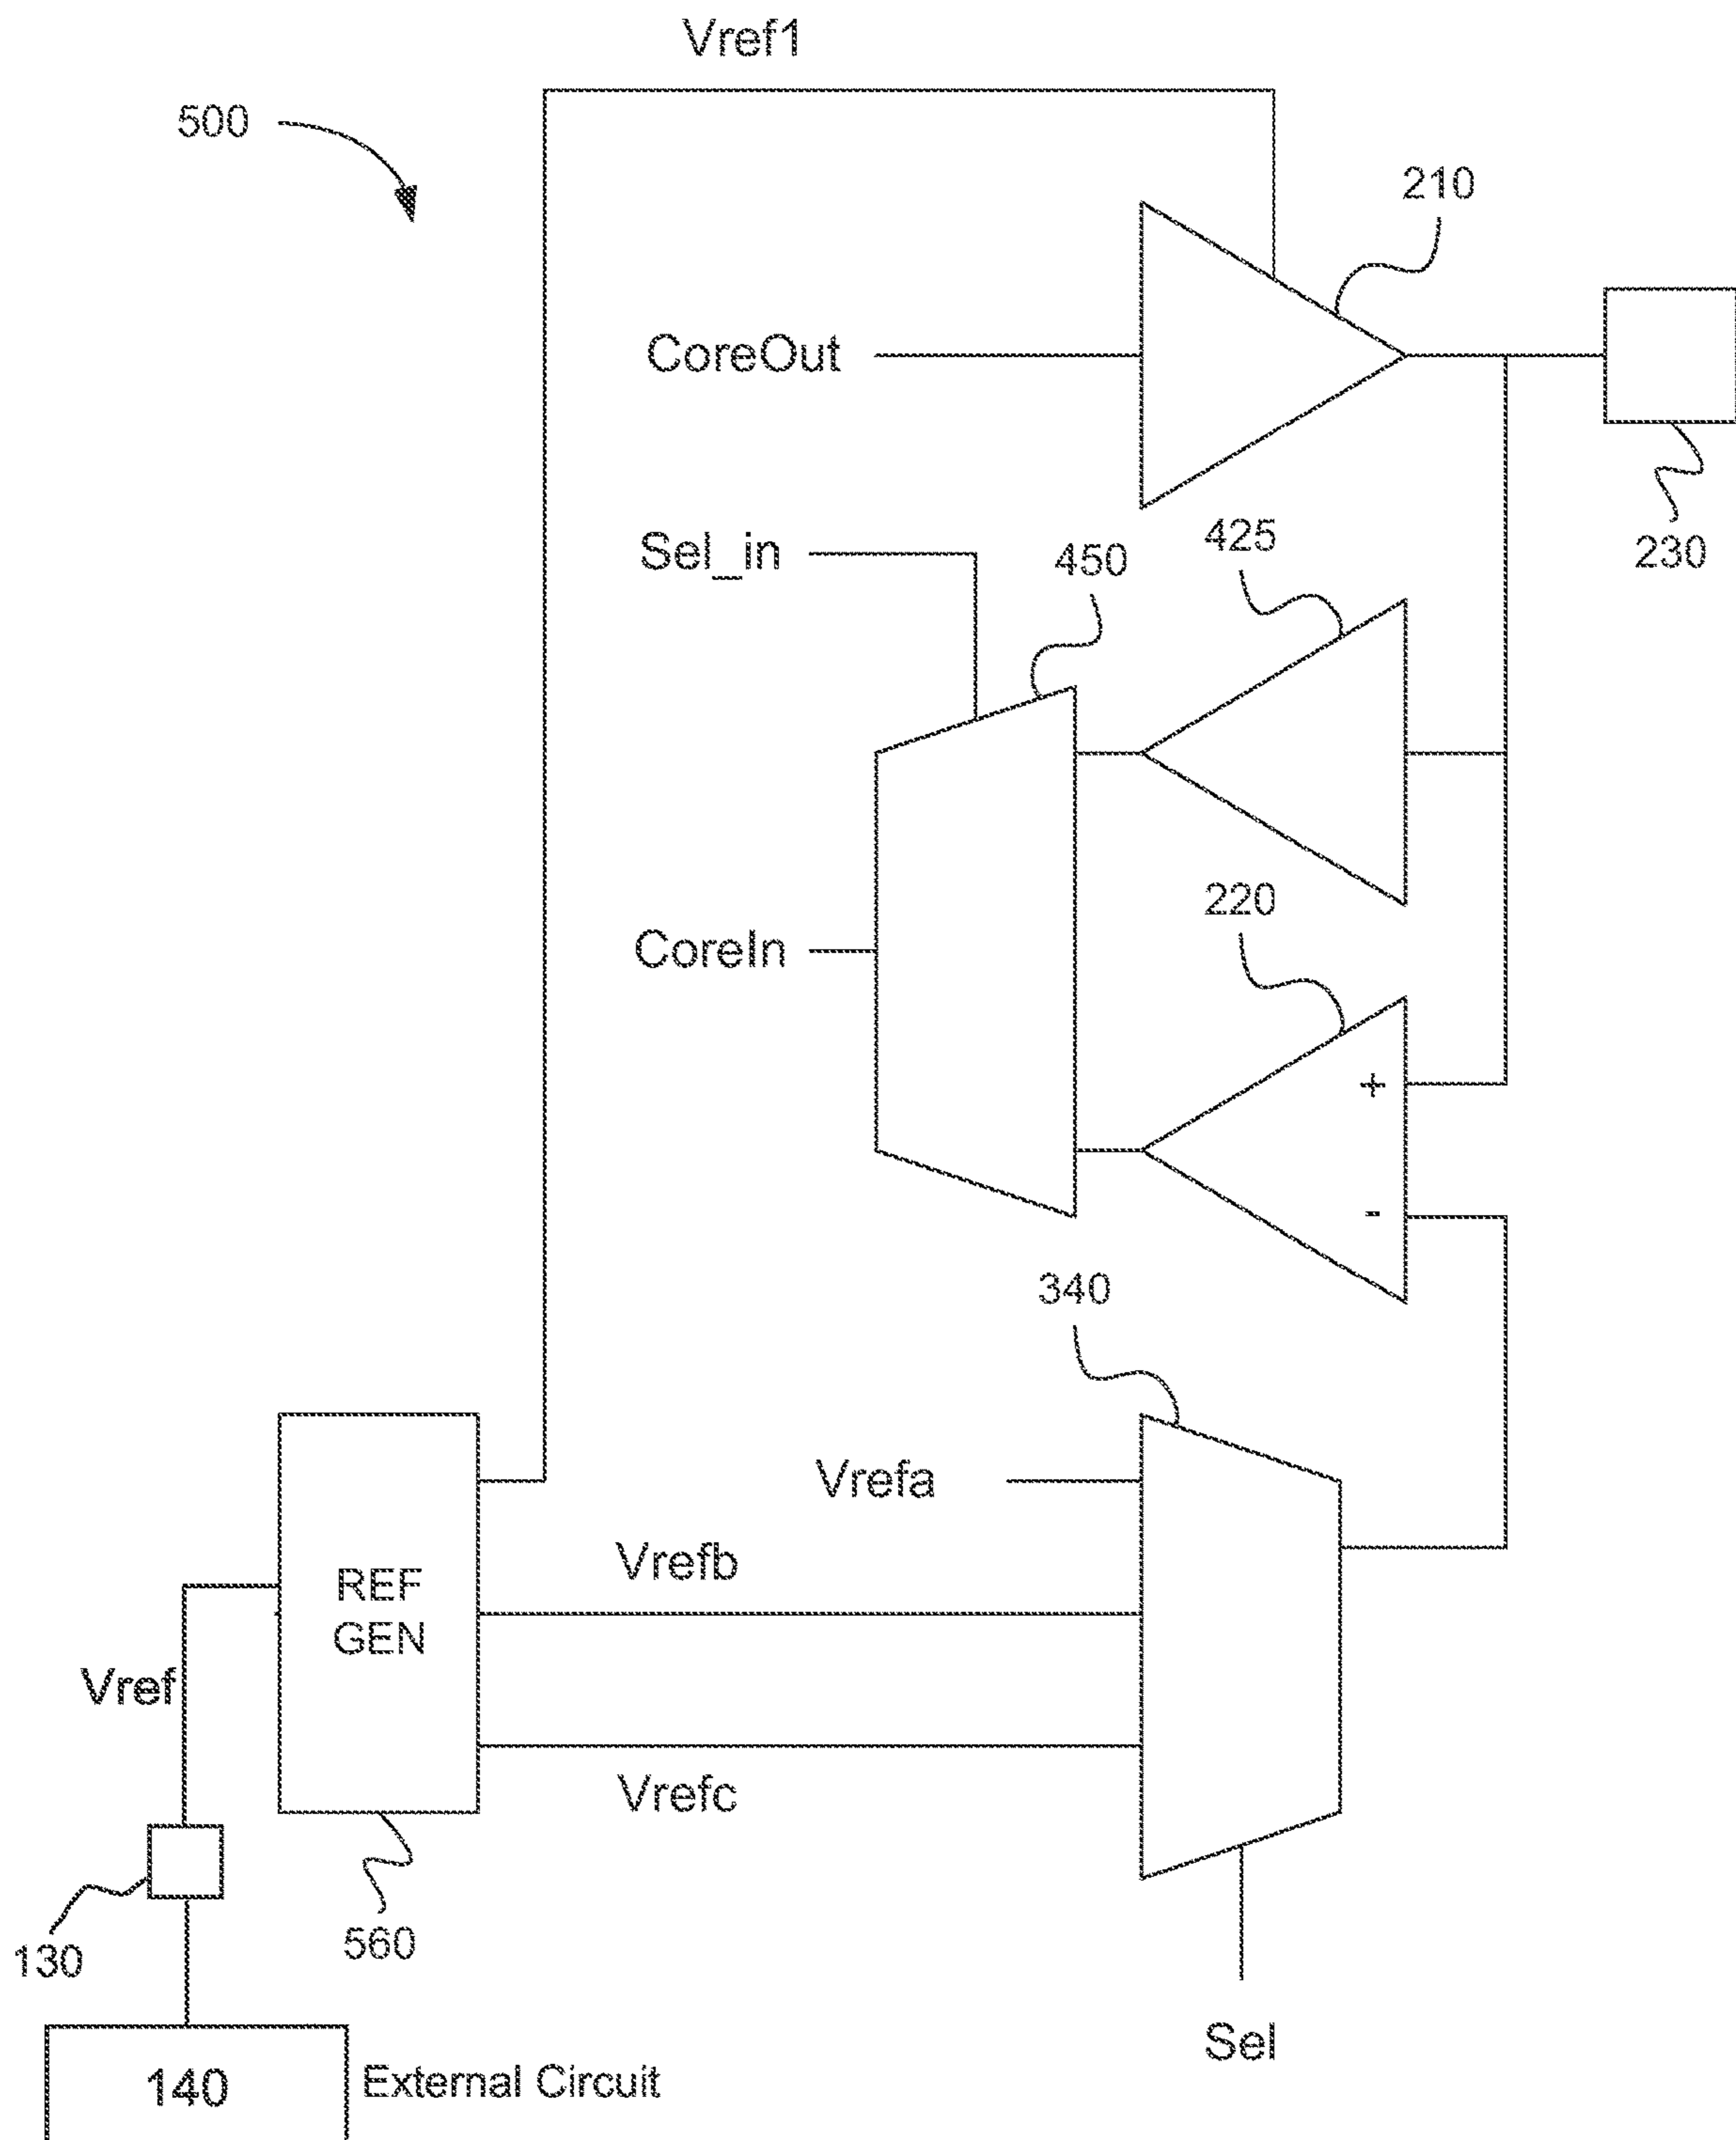 Vref1
500
210
CoreOut
230
Sel_in
450
425
220
CoreIn
+
-
340
Vrefa
Vrefb
REF
GEN
Vref
Vrefc
130
560
Sel
140
External Circuit